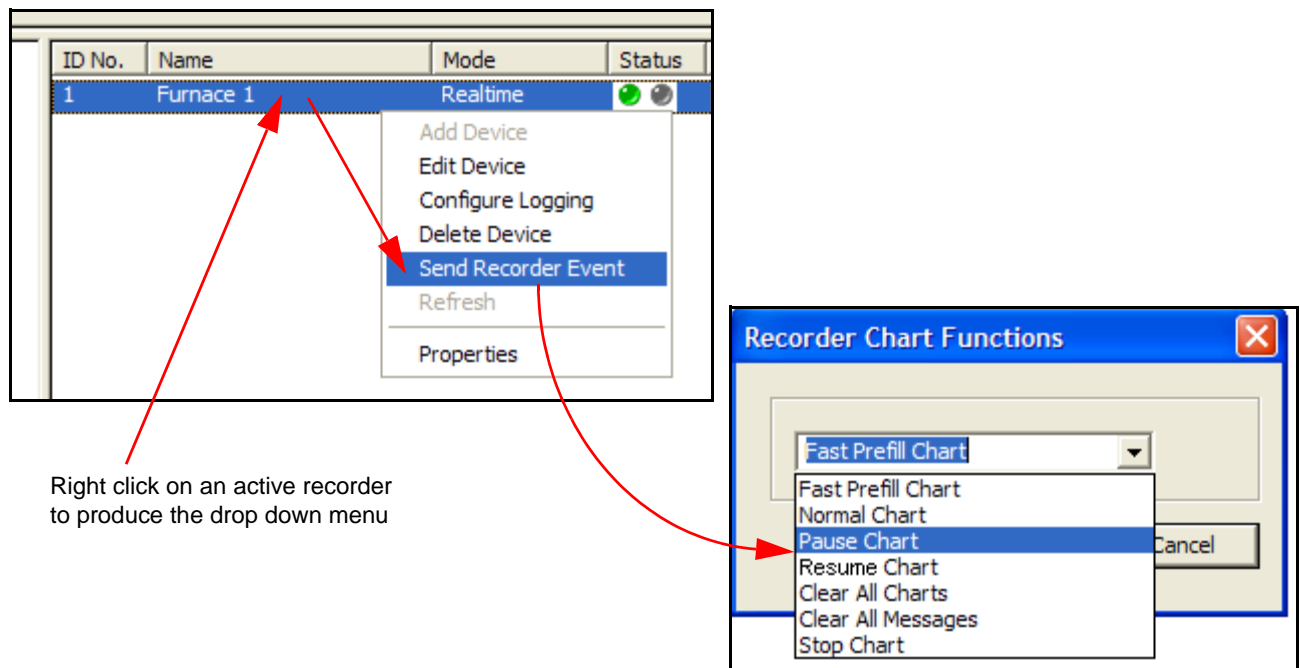 ID No. Name Mode Status
1 Furnace 1 Realtime
Add Device
Edit Device
Configure Logging
Delete Device
Send Recorder Event
Refresh
Properties
Right click on an active recorder
to produce the drop down menu
Recorder Chart Functions
Fast Prefill Chart
Fast Prefill Chart
Normal Chart
Pause Chart
Cancel
Resume Chart
Clear All Charts
Clear All Messages
Stop Chart